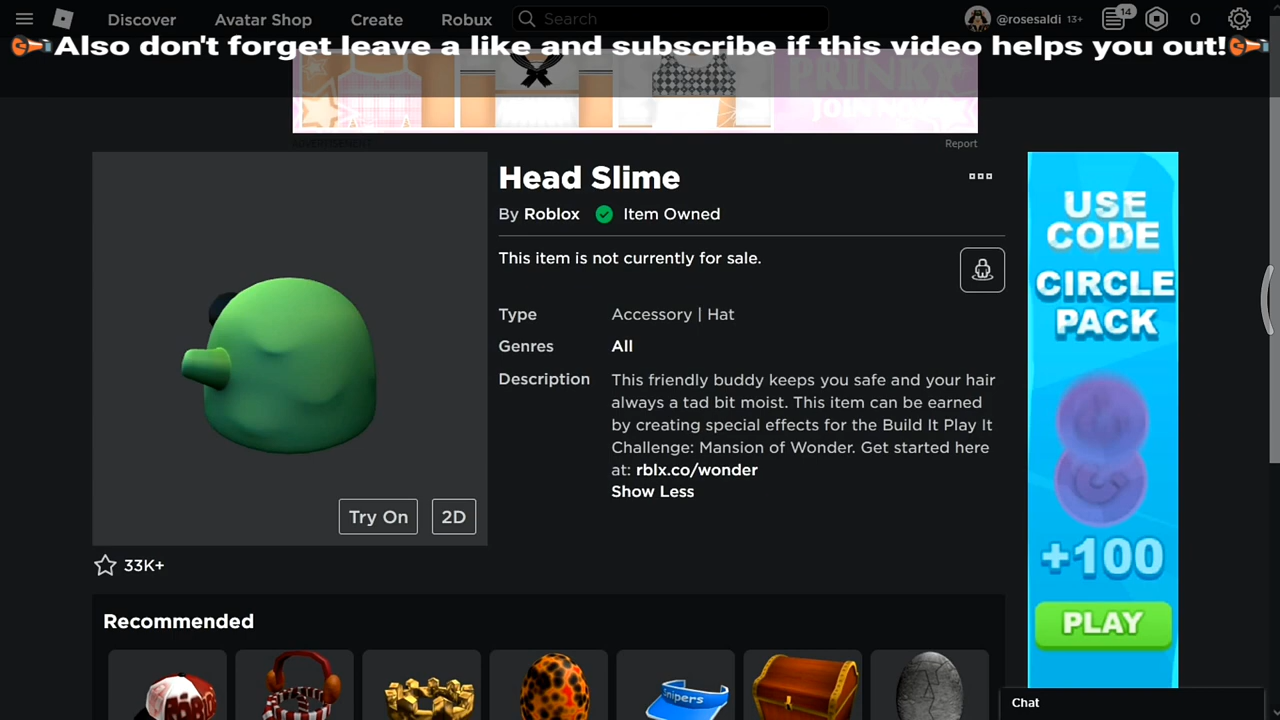 Discover Avatar Shop Create Robux Search @rosesaldi 13+ 14 0
Also don't forget leave a like and subscribe if this video helps you out!
PRINKY
JOIN NOW!
ADVERTISEMENT
Report
Head Slime
By Roblox Item Owned
This item is not currently for sale.
Type Accessory | Hat
Genres All
Description This friendly buddy keeps you safe and your hair
always a tad bit moist. This item can be earned
by creating special effects for the Build It Play It
Challenge: Mansion of Wonder. Get started here
at: rblx.co/wonder
Show Less
Try On 2D
33K+
USE
CODE
CIRCLE
PACK
+100
PLAY
Recommended
Snipers
Chat